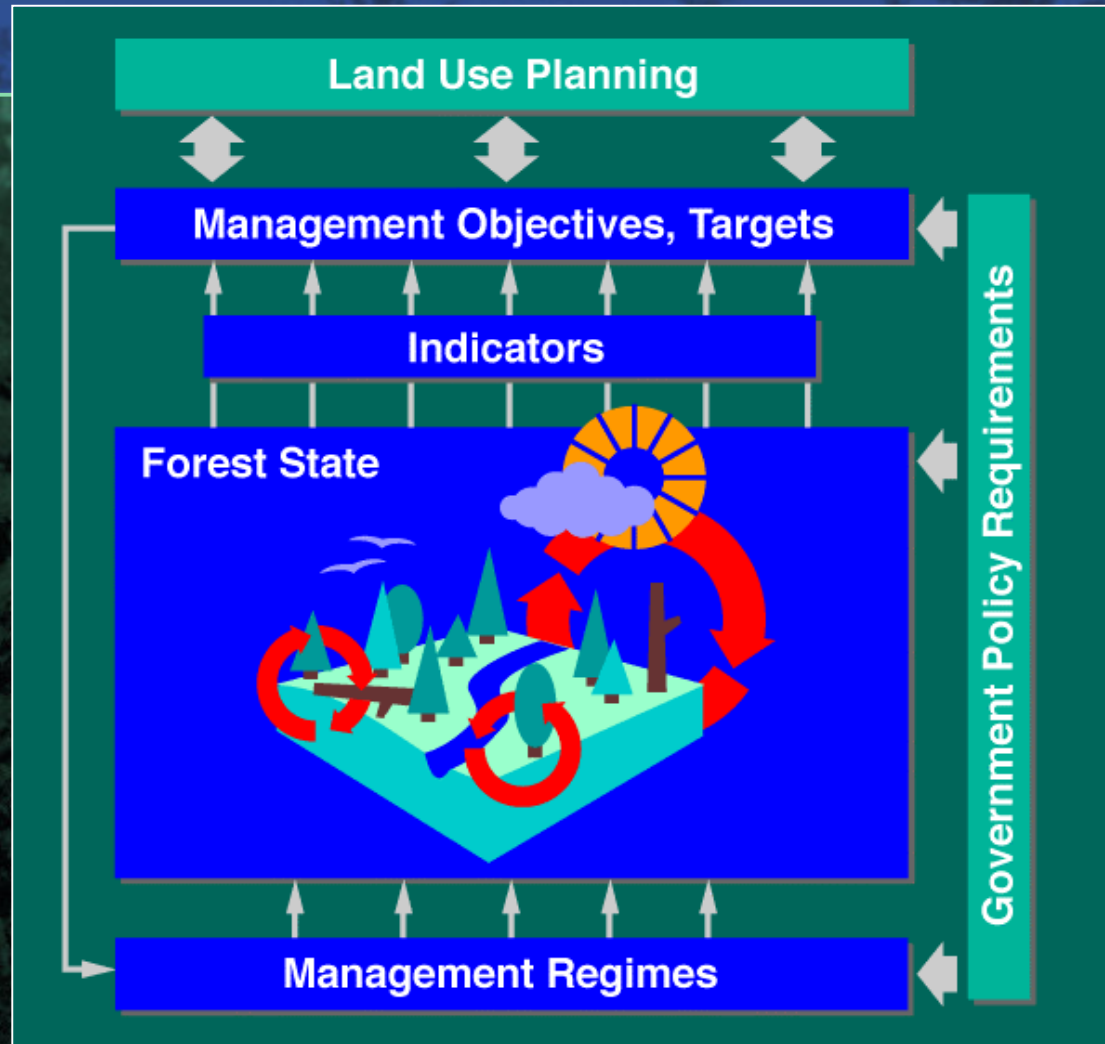 Land Use Planning
Management Objectives, Targets
Indicators
Forest State
Management Regimes
Government Policy Requirements